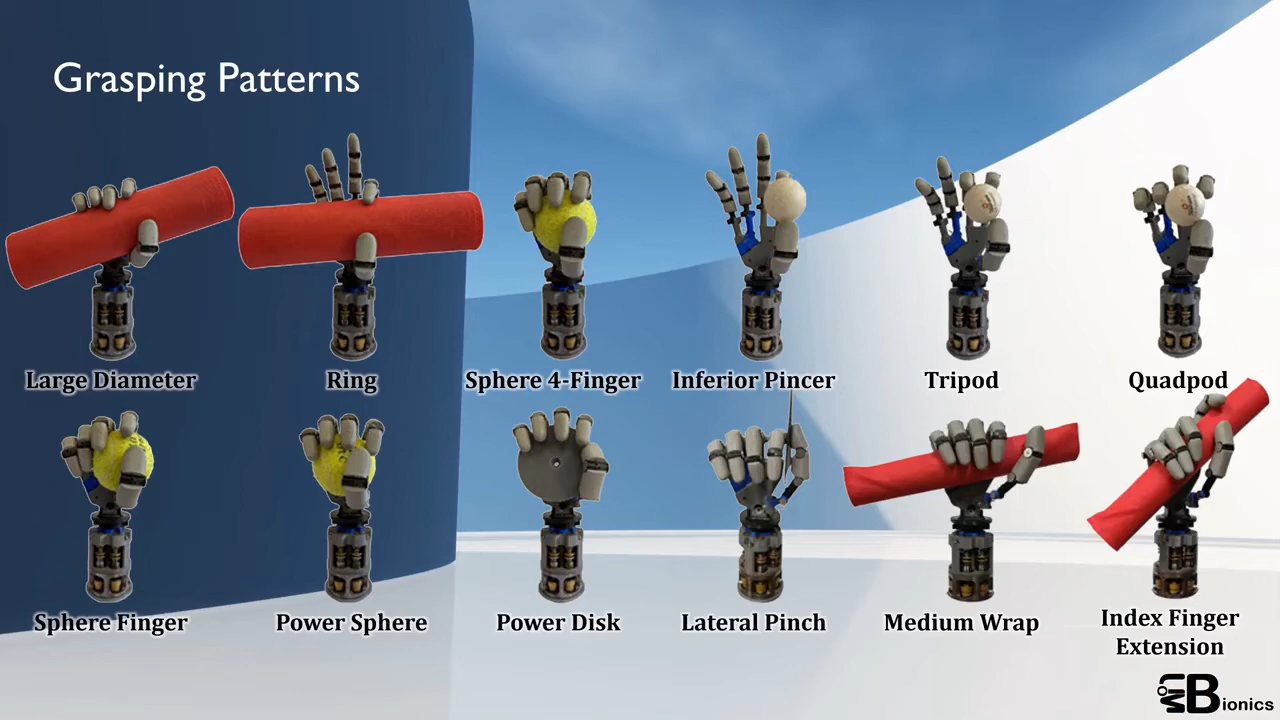 Grasping Patterns
Large Diameter
Ring
Sphere 4-Finger
Inferior Pincer
Tripod
Quadpod
Sphere Finger
Power Sphere
Power Disk
Lateral Pinch
Medium Wrap
Index Finger
Extension
Bionics